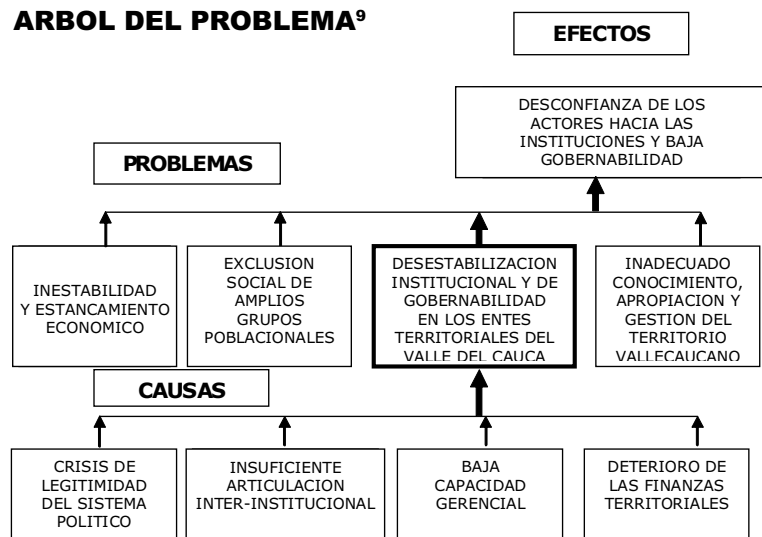 ARBOL DEL PROBLEMA⁹
EFECTOS
DESCONFIANZA DE LOS
ACTORES HACIA LAS
INSTITUCIONES Y BAJA
GOBERNABILIDAD
PROBLEMAS
INESTABILIDAD
Y ESTANCAMIENTO
ECONOMICO
EXCLUSION
SOCIAL DE
AMPLIOS
GRUPOS
POBLACIONALES
DESESTABILIZACION
INSTITUCIONAL Y DE
GOBERNABILIDAD
EN LOS ENTES
TERRITORIALES DEL
VALLE DEL CAUCA
INADECUADO
CONOCIMIENTO,
APROPIACION Y
GESTION DEL
TERRITORIO
VALLECAUCANO
CAUSAS
CRISIS DE
LEGITIMIDAD
DEL SISTEMA
POLITICO
INSUFICIENTE
ARTICULACION
INTER-INSTITUCIONAL
BAJA
CAPACIDAD
GERENCIAL
DETERIORO DE
LAS FINANZAS
TERRITORIALES